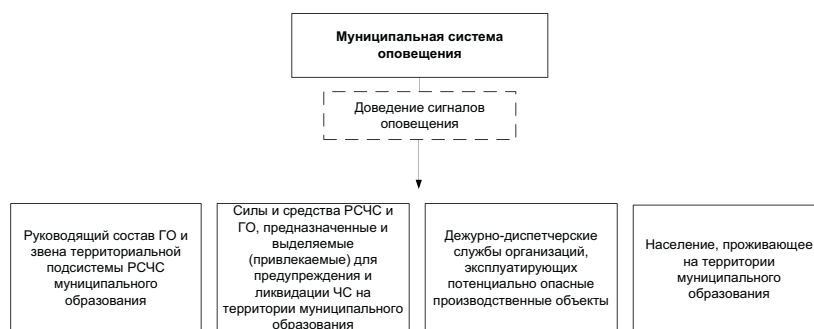 Муниципальная система
оповещения
Доведение сигналов
оповещения
Руководящий состав ГО и
звена территориальной
подсистемы РСЧС
муниципального
образования
Силы и средства РСЧС и
ГО, предназначенные и
выделяемые
(привлекаемые) для
предупреждения и
ликвидации ЧС на
территории муниципального
образования
Дежурно-диспетчерские
службы организаций,
эксплуатирующих
потенциально опасные
производственные объекты
Население, проживающее
на территории
муниципального
образования